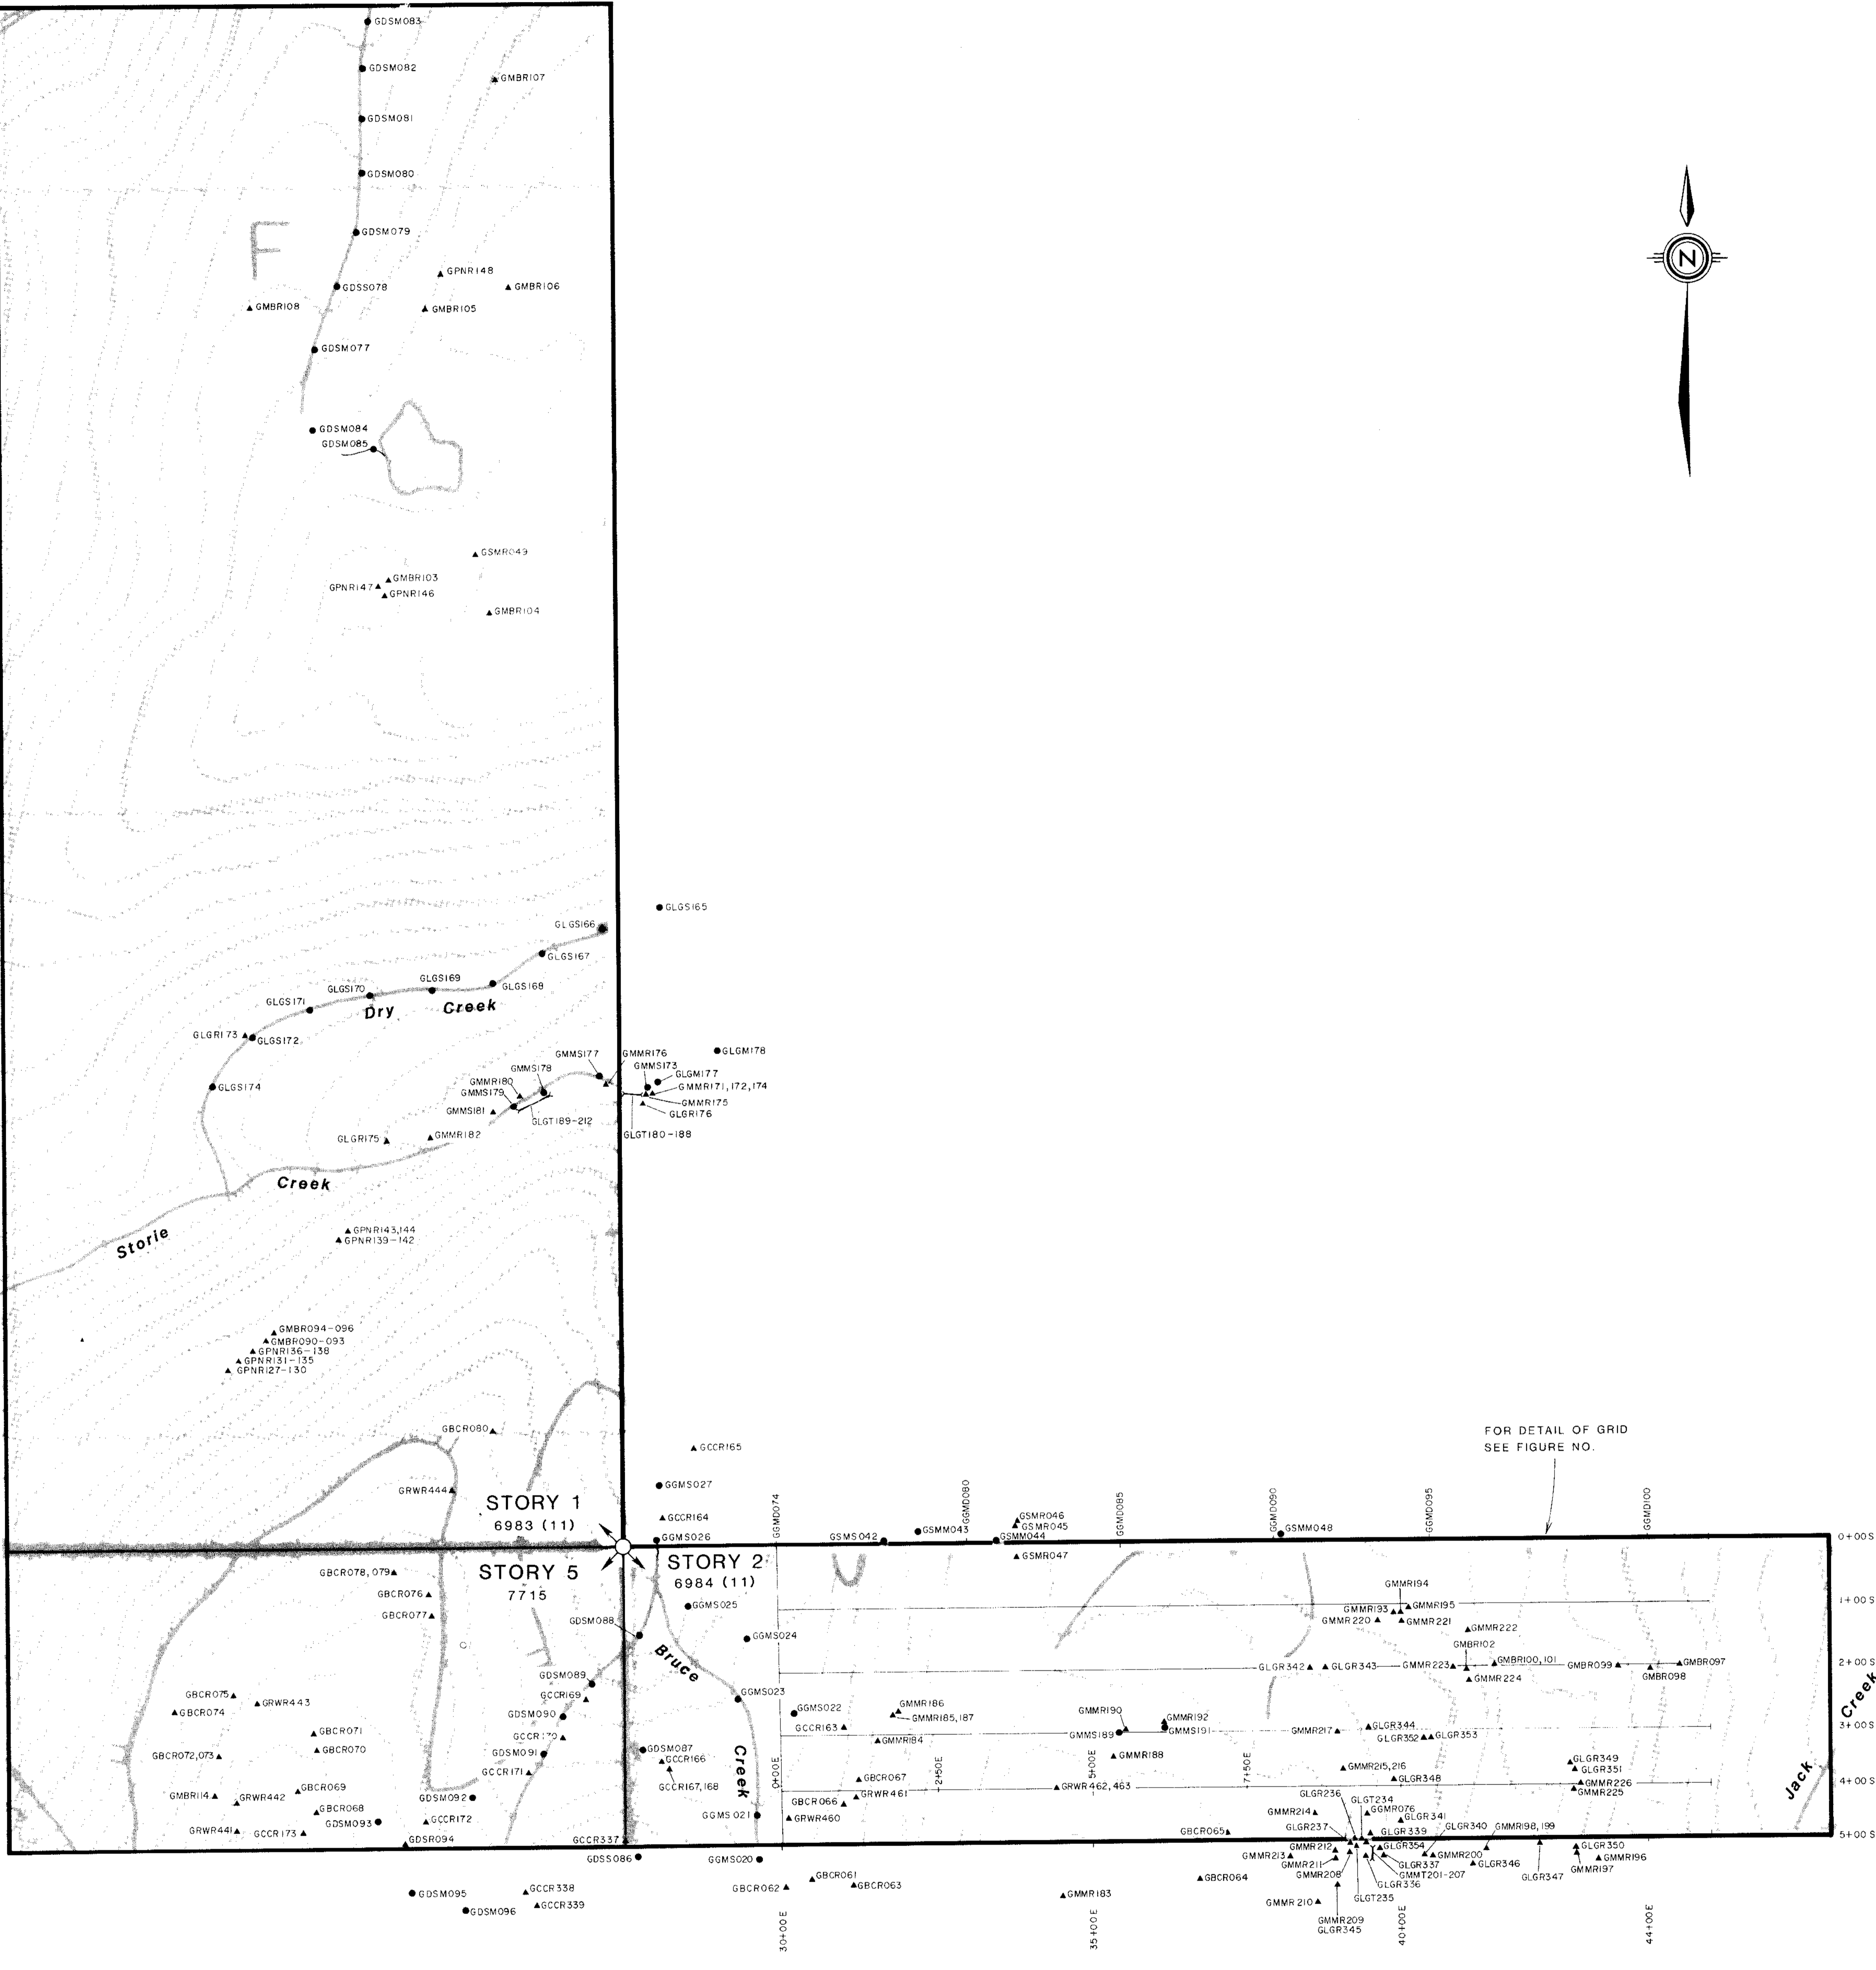 GDSM083
GDSM082
GMBR107
GDSM081
GDSM080
F
GDSM079
N
GPNR148
GDSS078
GMBR106
GMBR108
GMBR105
GDSM077
GDSM084
GDSM085
GSMR049
GMBR103
GPNR147
GPNR146
GMBR104
GLGS165
GLGS166
GLGS167
GLGS169
GLGS168
GLGS170
GLGS171
Dry Creek
GLGR173
GLGS172
GLGM178
GMMS177
GMMR176
GMMS173
GMMS178
GLGM177
GMMR180
GMMR171,172,174
GLGS174
GMMS179
GMMR175
GMMS181
GLGR176
GLGT189-212
GLGT180-188
GLGR175
GMMR182
Creek
GPNR143,144
GPNR139-142
Storie
GMBR094-096
GMBR090-093
GPNR136-138
GPNR131-135
GPNR127-130
GBCR080
GCCR165
FOR DETAIL OF GRID
SEE FIGURE NO.
GGMS027
GRWR444
STORY 1
6983 (11)
GCCR164
GGMS026
GGMD074
GGMD080
GGMD085
GGMD090
GGMD095
GGMD100
GSMS042
GSMM043
GSMR046
GSMR045
GSMM044
GSMM048
0+00S
GSMR047
STORY 5
7715
STORY 2
6984 (11)
GBCR078,079
GBCR076
GBCR077
GGMS025
GMMR194
GMMR193
GMMR195
1+00S
GDSM088
GMMR220
GMMR221
GMMR222
GGMS024
Bruce
GMBR102
GLGR342
GLGR343
GMMR223
GMBR100,101
GMBR099
GMBR097
2+00S
GMBR098
GDSM089
GMMR224
GBCR075
GRWR443
GCCR169
GGMS023
Creek
GBCR074
GDSM090
GGMS022
GMMR186
GMMR185,187
GMMR190
GMMR192
GBCR071
GCCR170
GCCR163
GMMS189
GMMS191
GMMR217
GLGR344
3+00S
GMMR184
GLGR352
GLGR353
GBCR070
GBCR072,073
GDSM091
GDSM087
GCCR166
GMMR188
GLGR349
GCCR171
GCCR167,168
Creek
0+00E
2+50E
5+00E
7+50E
GMMR215,216
GLGR351
GBCR067
GLGR348
GMMR226
4+00S
GMBR114
GBCR069
GRWR462,463
GMMR225
Jack
GRWR442
GDSM092
GRWR461
GLGR236
GLGT234
GBCR068
GBCR066
GMMR214
GGMR076
GDSM093
GCCR172
GGMS021
GRWR460
GLGR341
GRWR441
GCCR173
GBCR065
GLGR237
GLGR339
GLGR340
GMMR198,199
5+00S
GDSR094
GCCR337
GMMR212
GLGR354
GLGR350
GDSS086
GGMS020
GMMR213
GMMR200
GMMR196
GMMR211
GLGR337
GLGR346
GMMR197
GBCR061
GMMR208
GMMT201-207
GLGR347
GBCR062
GBCR063
GBCR064
GLGR336
GDSM095
GCCR338
GMMR183
GLGT235
GCCR339
GMMR210
GDSM096
GMMR209
GLGR345
30+00E
35+00E
40+00E
44+00E